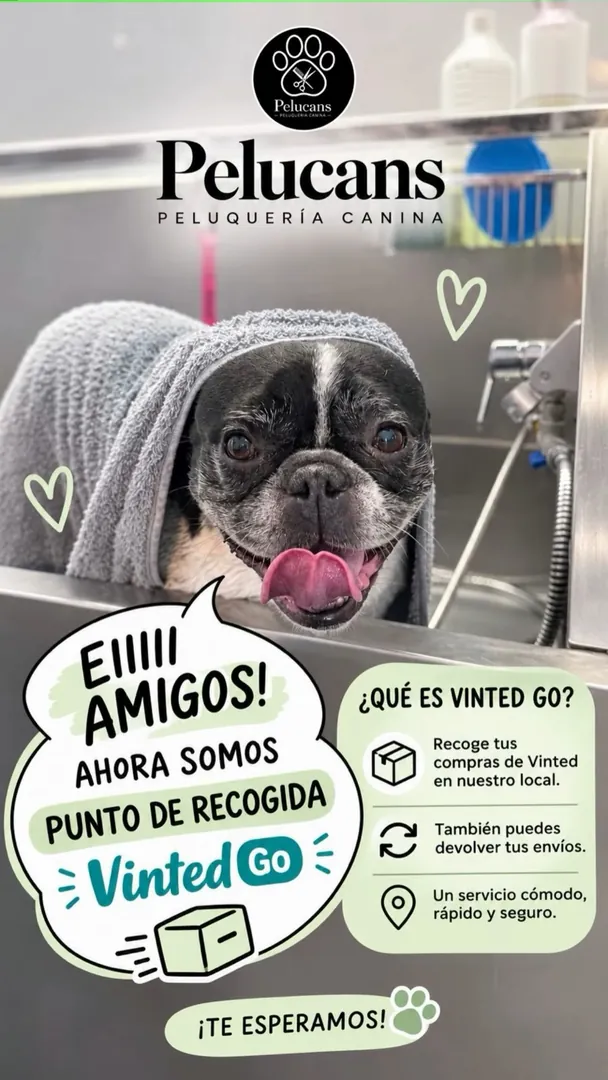 Pelucans
PELUQUERÍA CANINA
Pelucans
PELUQUERÍA CANINA
EIIIII
AMIGOS!
AHORA SOMOS
PUNTO DE RECOGIDA
Vinted Go
¿QUÉ ES VINTED GO?
Recoge tus
compras de Vinted
en nuestro local.
También puedes
devolver tus envíos.
Un servicio cómodo,
rápido y seguro.
¡TE ESPERAMOS!